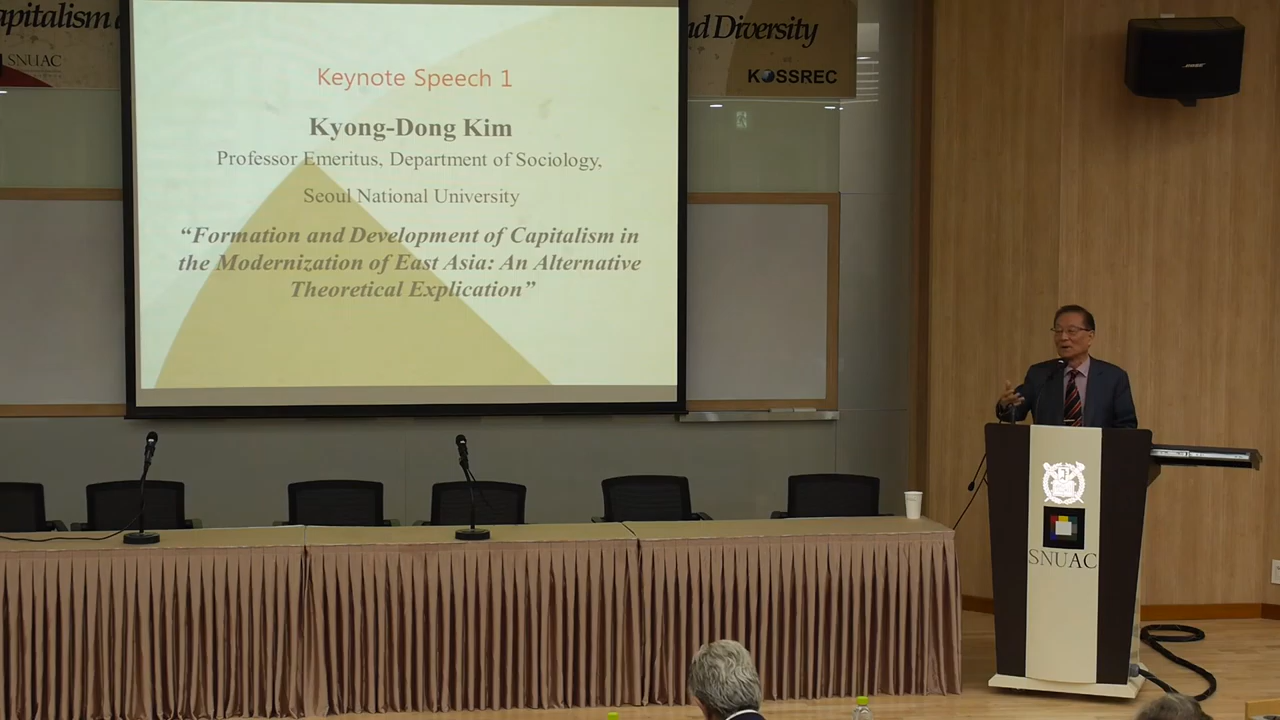 apitalism
nd Diversity
SNUAC
KOSSREC
BOSE
Keynote Speech 1
Kyong-Dong Kim
Professor Emeritus, Department of Sociology,
Seoul National University
“Formation and Development of Capitalism in
the Modernization of East Asia: An Alternative
Theoretical Explication”
SNUAC